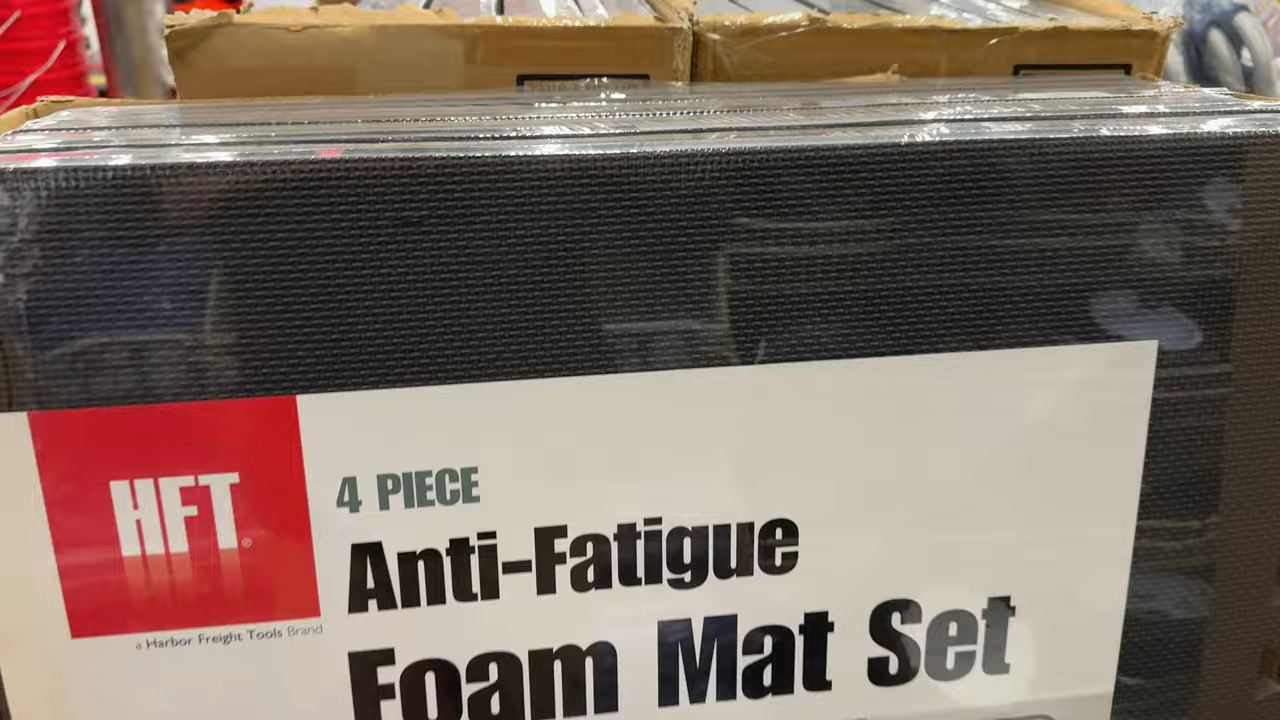 HFT®
a Harbor Freight Tools Brand
4 PIECE
Anti-Fatigue
Foam Mat Set